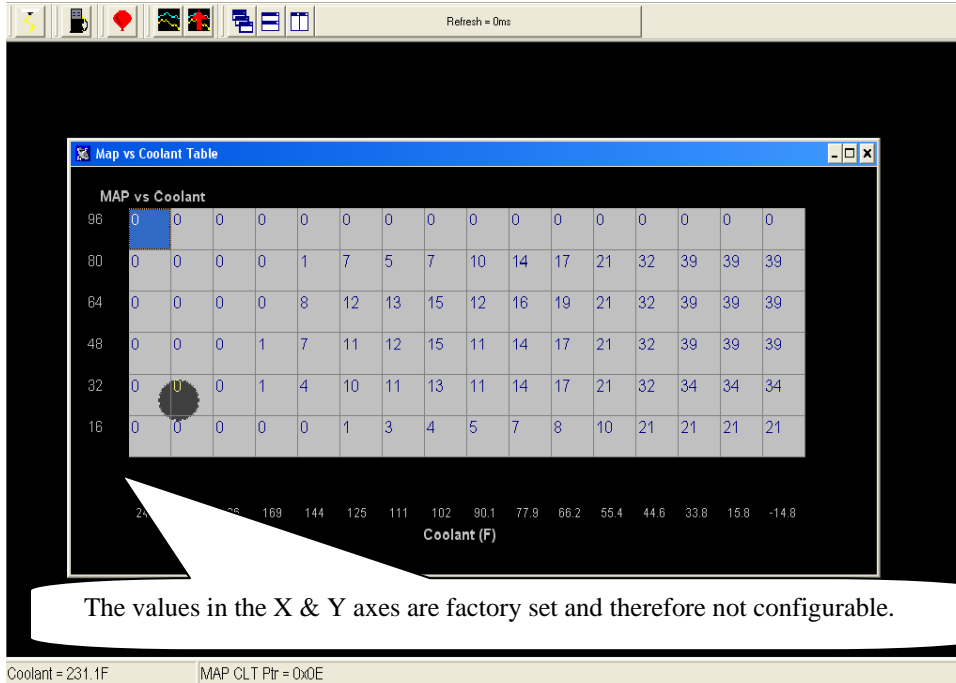 Refresh = 0ms
Map vs Coolant Table
MAP vs Coolant
96 0 0 0 0 0 0 0 0 0 0 0 0 0 0 0 0
80 0 0 0 0 1 7 5 7 10 14 17 21 32 39 39 39
64 0 0 0 0 8 12 13 15 12 16 19 21 32 39 39 39
48 0 0 0 1 7 11 12 15 11 14 17 21 32 39 39 39
32 0 0 0 1 4 10 11 13 11 14 17 21 32 34 34 34
16 0 0 0 0 0 1 3 4 5 7 8 10 21 21 21 21
169 144 125 111 102 90.1 77.9 66.2 55.4 44.6 33.8 15.8 -14.8
Coolant (F)
The values in the X & Y axes are factory set and therefore not configurable.
Coolant = 231.1F MAP CLT Ptr = 0x0E